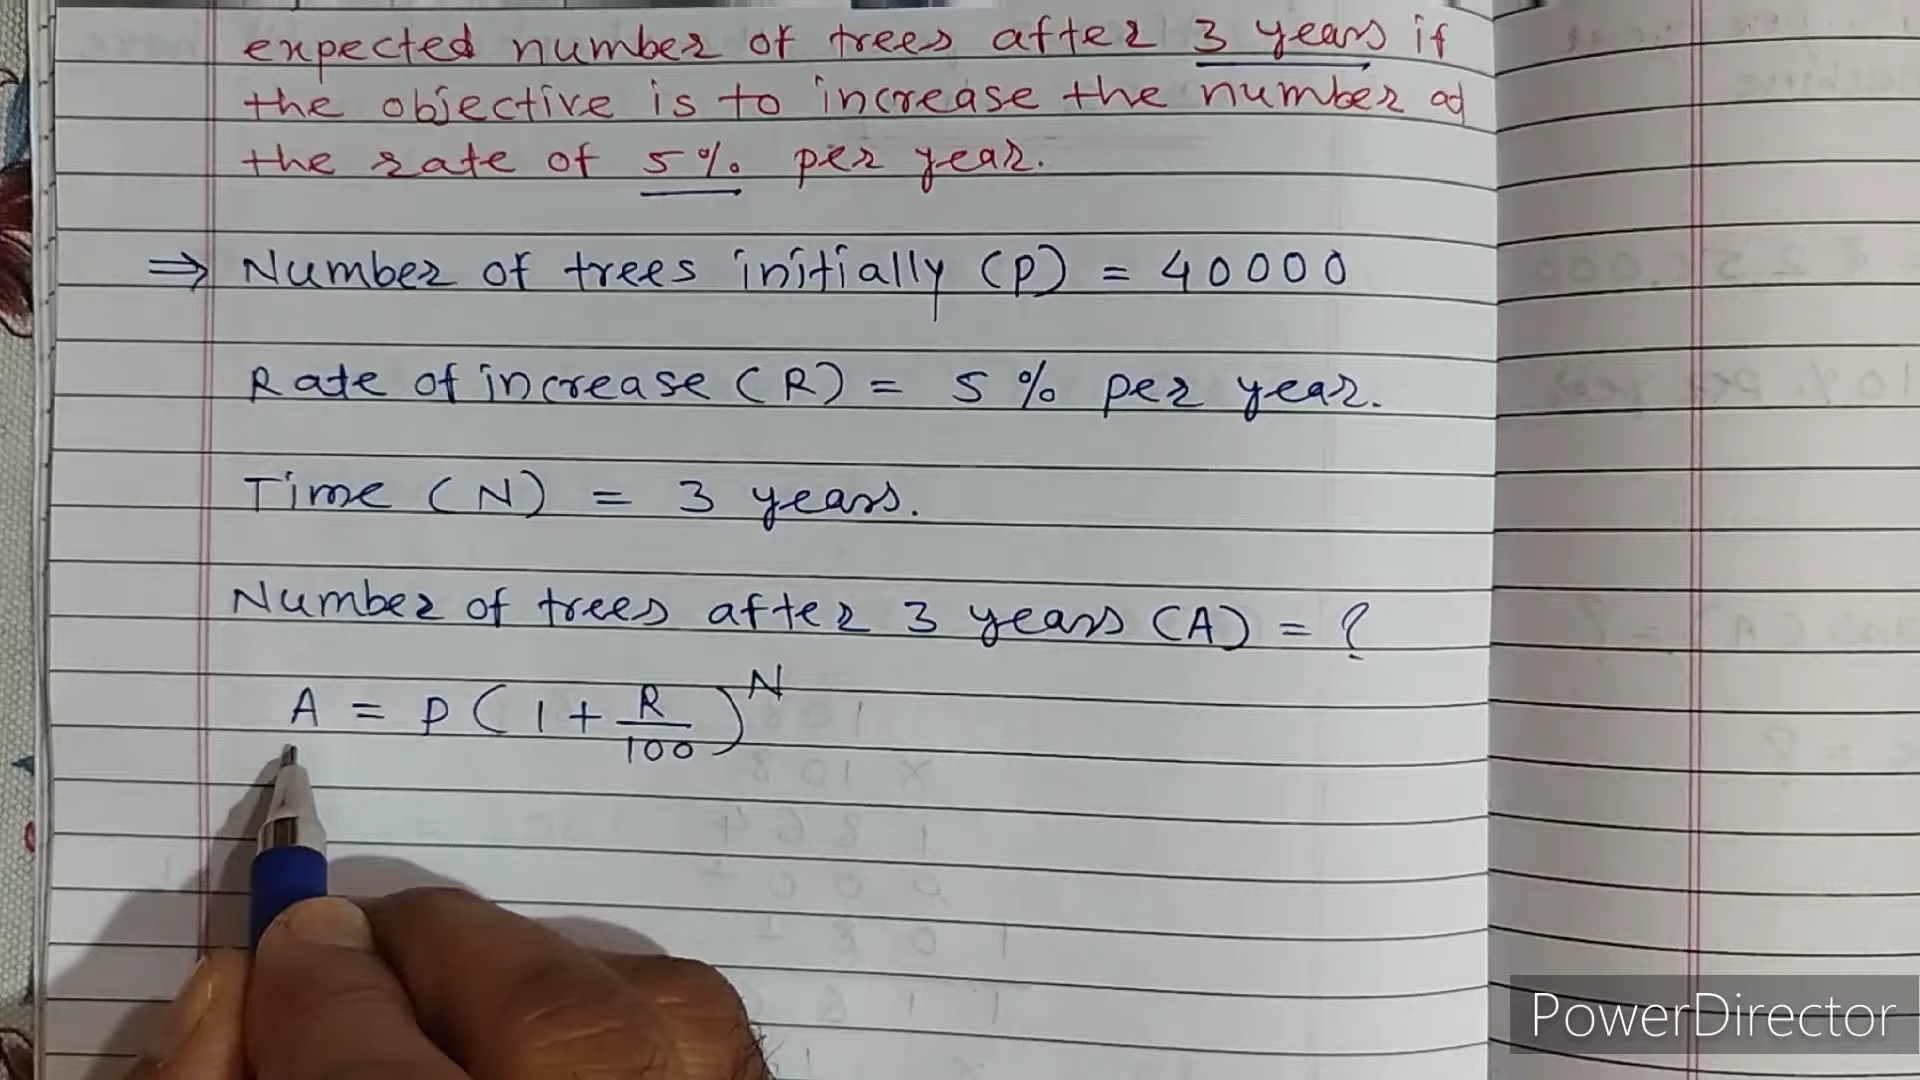 expected number of trees after 3 years if
the objective is to increase the number at
the rate of 5% per year.
⇒ Number of trees initially (P) = 40000
Rate of increase (R) = 5 % per year.
Time (N) = 3 years.
Number of trees after 3 years (A) = ?
A = P ( 1 + R/100 )^N
PowerDirector